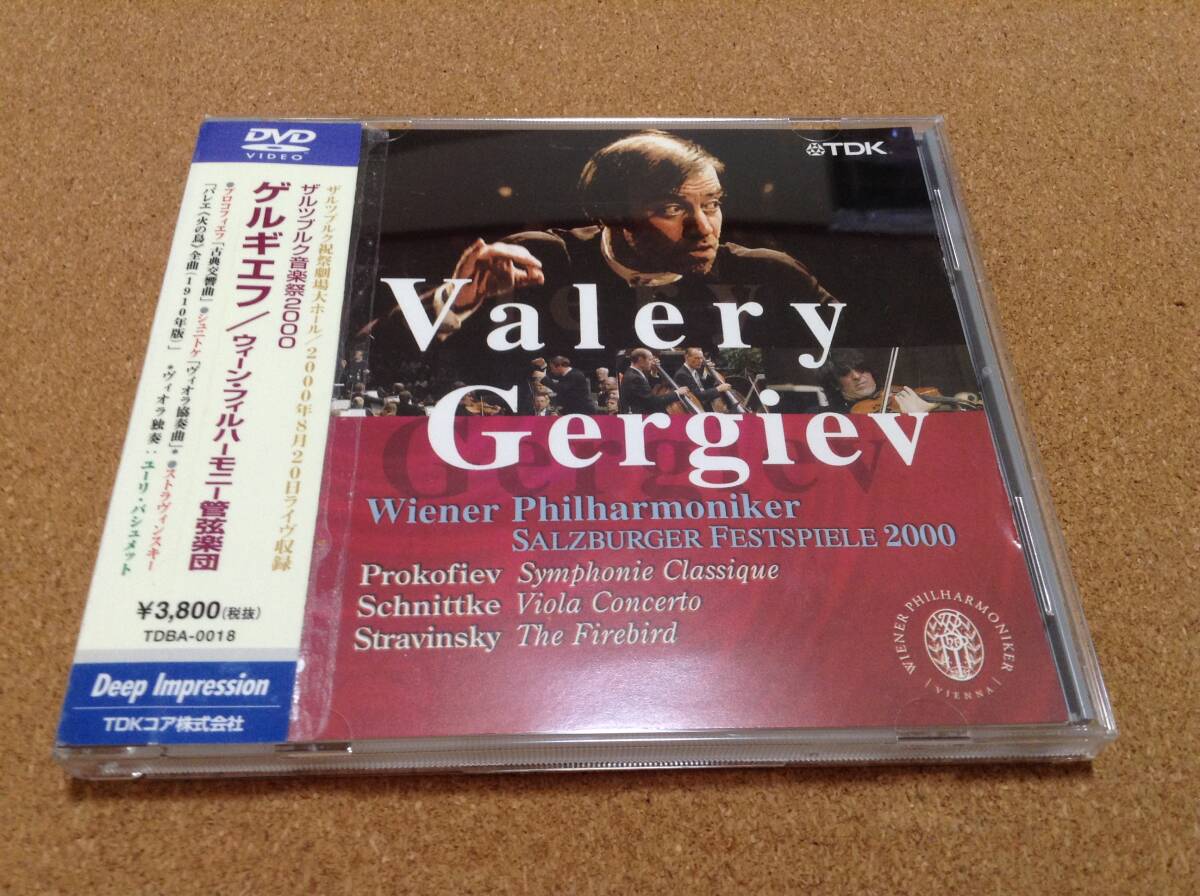 DVD
VIDEO
ザルツブルク祝祭劇場大ホール/2000年8月20日ライヴ収録
ザルツブルク音楽祭2000
ゲルギエフ/ウィーン・フィルハーモニー管弦楽団
●プロコフィエフ「古典交響曲」 ●シュニトケ「ヴィオラ協奏曲」* ●ストラヴィンスキー
「バレエ《火の鳥》全曲(1910年版)」 *ヴィオラ独奏:ユーリ・バシュメット
¥3,800(税抜)
TDBA-0018
Deep Impression
TDKコア株式会社
TDK
Valery
Gergiev
Wiener Philharmoniker
SALZBURGER FESTSPIELE 2000
Prokofiev Symphonie Classique
Schnittke Viola Concerto
Stravinsky The Firebird
WIENER PHILHARMONIKER
VIENNA